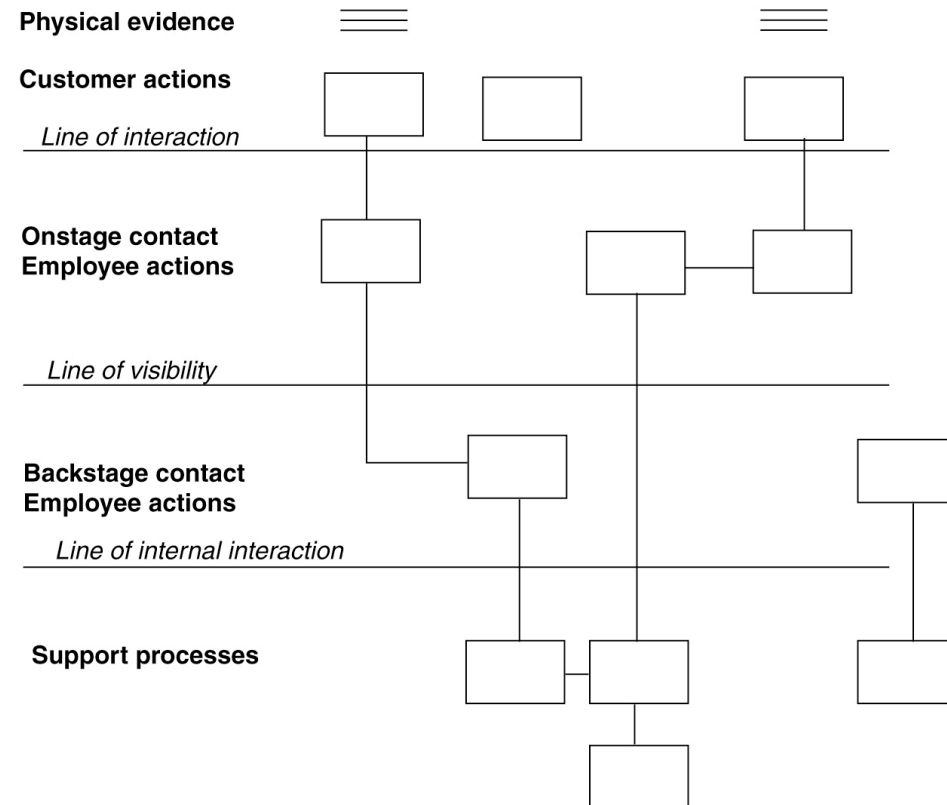 Physical evidence
Customer actions
Line of interaction
Onstage contact
Employee actions
Line of visibility
Backstage contact
Employee actions
Line of internal interaction
Support processes